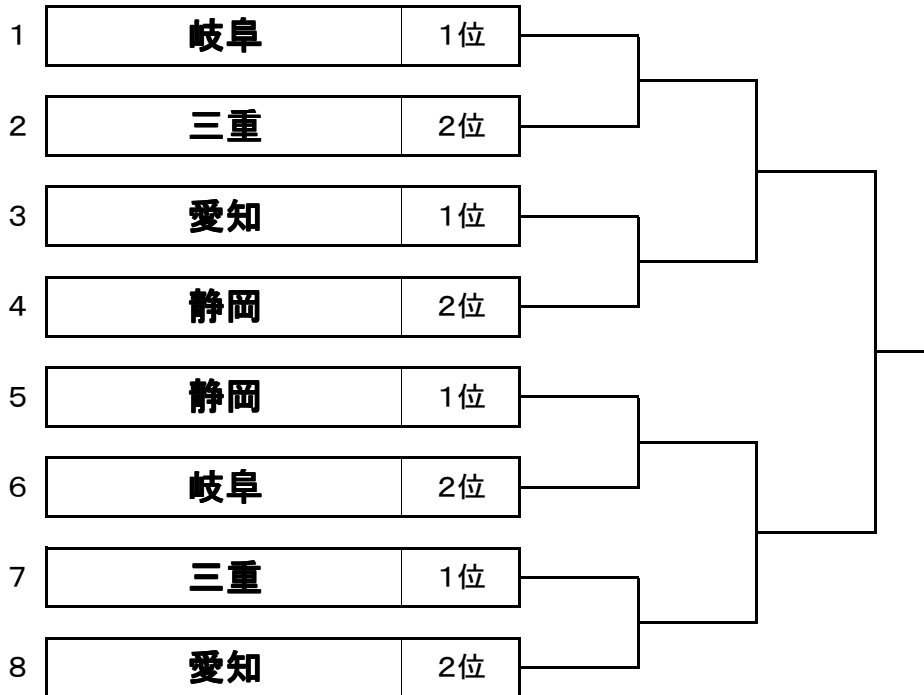 1 岐阜 1位
2 三重 2位
3 愛知 1位
4 静岡 2位
5 静岡 1位
6 岐阜 2位
7 三重 1位
8 愛知 2位